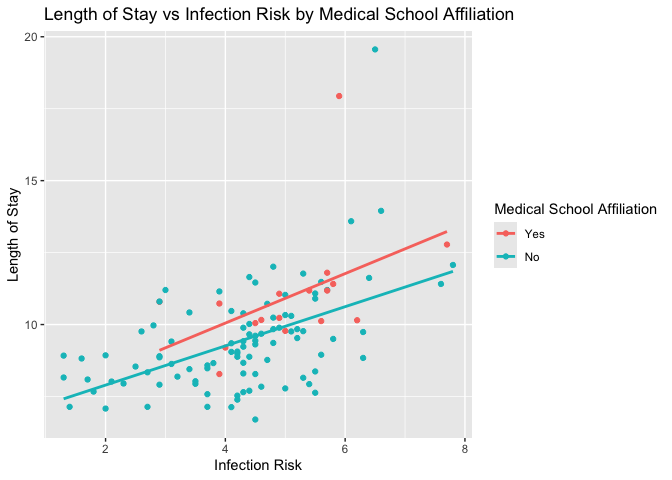 Length of Stay vs Infection Risk by Medical School Affiliation
20
15
10
Length of Stay
2 4 6 8
Infection Risk
Medical School Affiliation
Yes
No